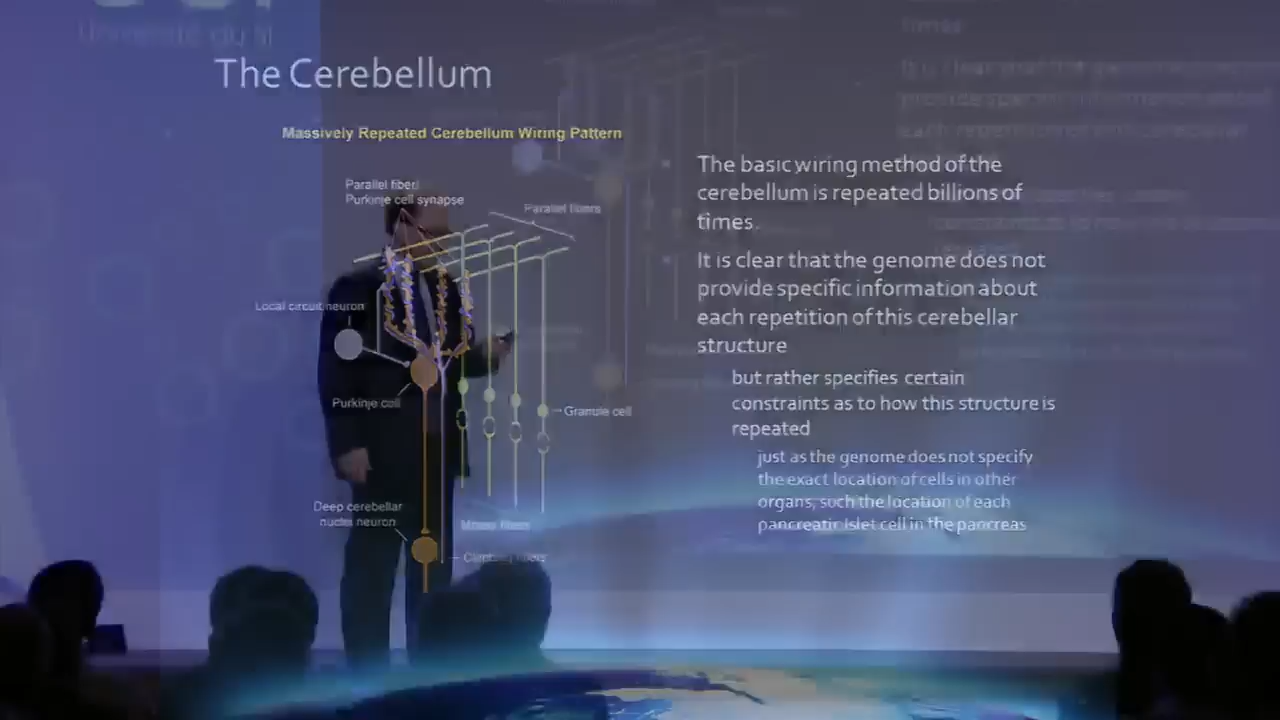 The Cerebellum
Massively Repeated Cerebellum Wiring Pattern
Parallel fiber/
Purkinje cell synapse
Parallel fibers
Local circuit neuron
Purkinje cell
Granule cell
Deep cerebellar
nuclei neuron
Mossy fibers
Climbing fibers
The basic wiring method of the
cerebellum is repeated billions of
times.
It is clear that the genome does not
provide specific information about
each repetition of this cerebellar
structure
but rather specifies certain
constraints as to how this structure is
repeated
just as the genome does not specify
the exact location of cells in other
organs, such the location of each
pancreatic Islet cell in the pancreas